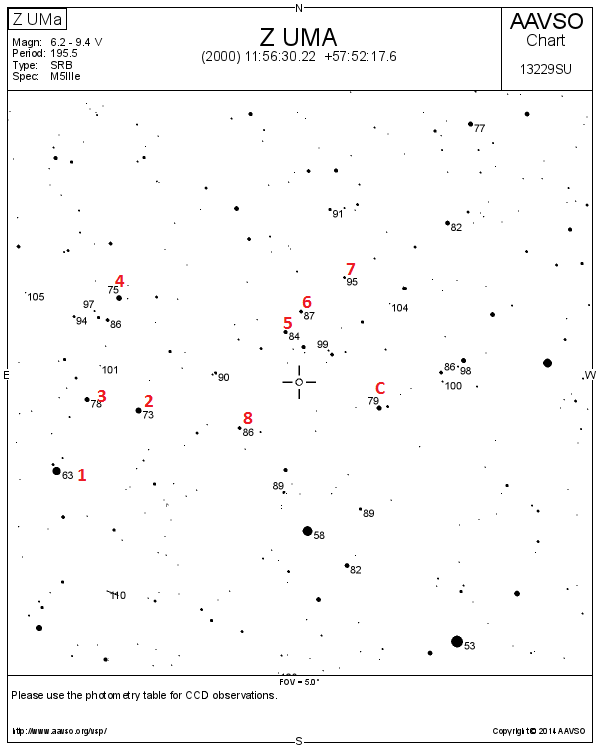 N
Z UMa
Magn: 6.2 - 9.4 V
Period: 195.5
Type: SRB
Spec: M5IIIe
Z UMA
(2000) 11:56:30.22 +57:52:17.6
AAVSO
Chart
13229SU
77
91
82
7
95
4
75
105
97
94
86
6
87
104
5
84
99
101
90
86
98
100
E
W
3
78
2
73
C
79
8
86
63
1
89
89
58
82
110
53
FOV = 5.0°
Please use the photometry table for CCD observations.
http://www.aavso.org/vsp/
Copyright © 2014 AAVSO
S